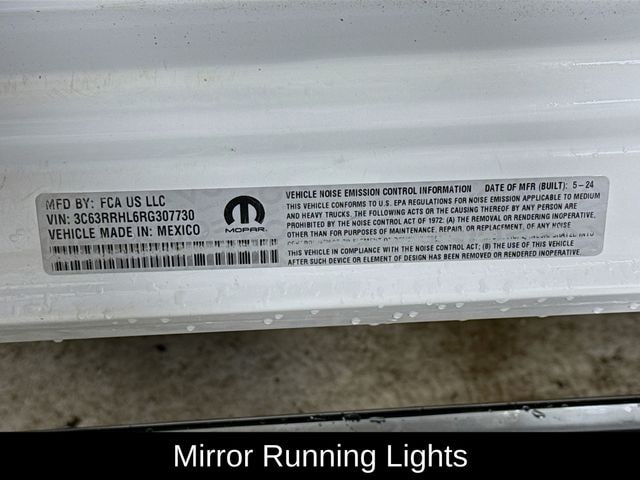 MFD BY: FCA US LLC
VIN: 3C63RRHL6RG307730
VEHICLE MADE IN: MEXICO
MOPAR
VEHICLE NOISE EMISSION CONTROL INFORMATION DATE OF MFR (BUILT): 5-24
THIS VEHICLE CONFORMS TO U.S. EPA REGULATIONS FOR NOISE EMISSION APPLICABLE TO MEDIUM
AND HEAVY TRUCKS. THE FOLLOWING ACTS OR THE CAUSING THEREOF BY ANY PERSON ARE
PROHIBITED BY THE NOISE CONTROL ACT OF 1972: (A) THE REMOVAL OR RENDERING INOPERATIVE, OTHER THAN FOR
PURPOSES OF MAINTENANCE, REPAIR, OR REPLACEMENT, OF ANY NOISE
CONTROL
IN COMPLIANCE WITH THE NOISE CONTROL ACT; (B) THE USE OF THIS VEHICLE
AFTER SUCH DEVICE OR ELEMENT OF DESIGN HAS BEEN REMOVED OR RENDERED INOPERATIVE
Mirror Running Lights